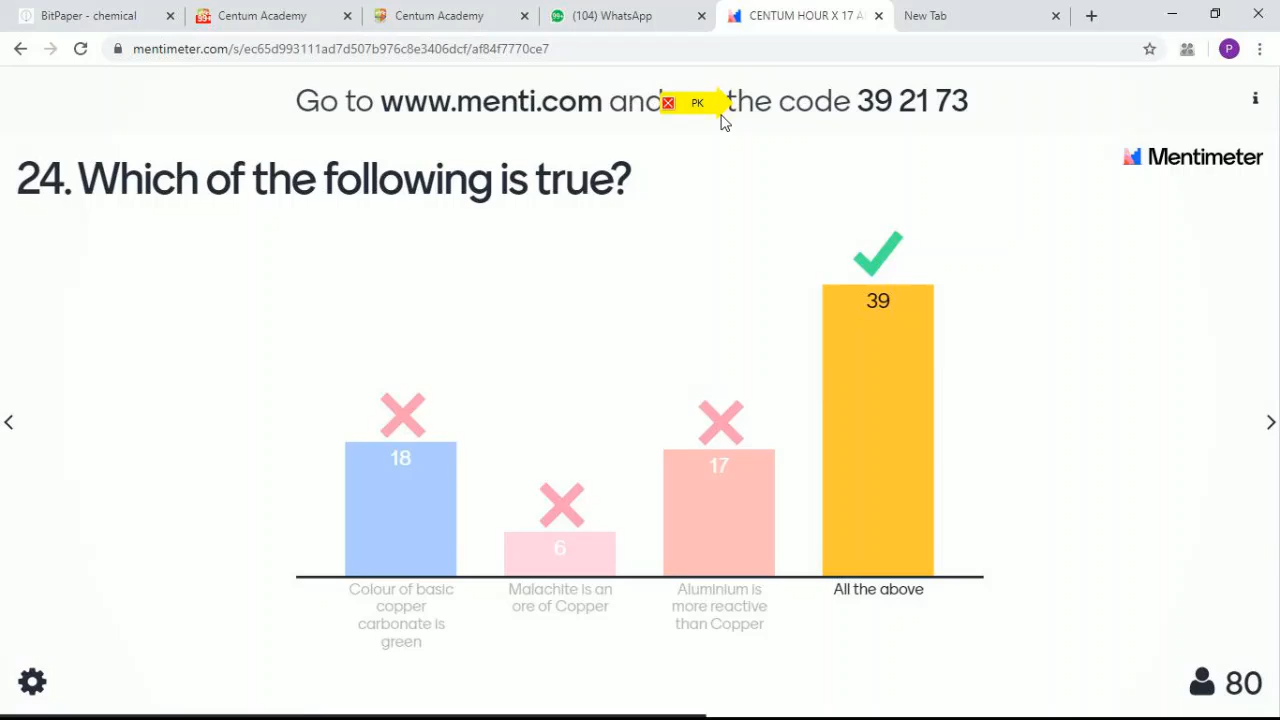 BitPaper - chemical
99+ Centum Academy
Centum Academy
99+ (104) WhatsApp
CENTUM HOUR X 17 A
New Tab
mentimeter.com/s/ec65d993111ad7d507b976c8e3406dcf/af84f7770ce7
P
Go to www.menti.com and the code 39 21 73
PK
Mentimeter
24. Which of the following is true?
39
18
17
6
Colour of basic
copper
carbonate is
green
Malachite is an
ore of Copper
Aluminium is
more reactive
than Copper
All the above
80